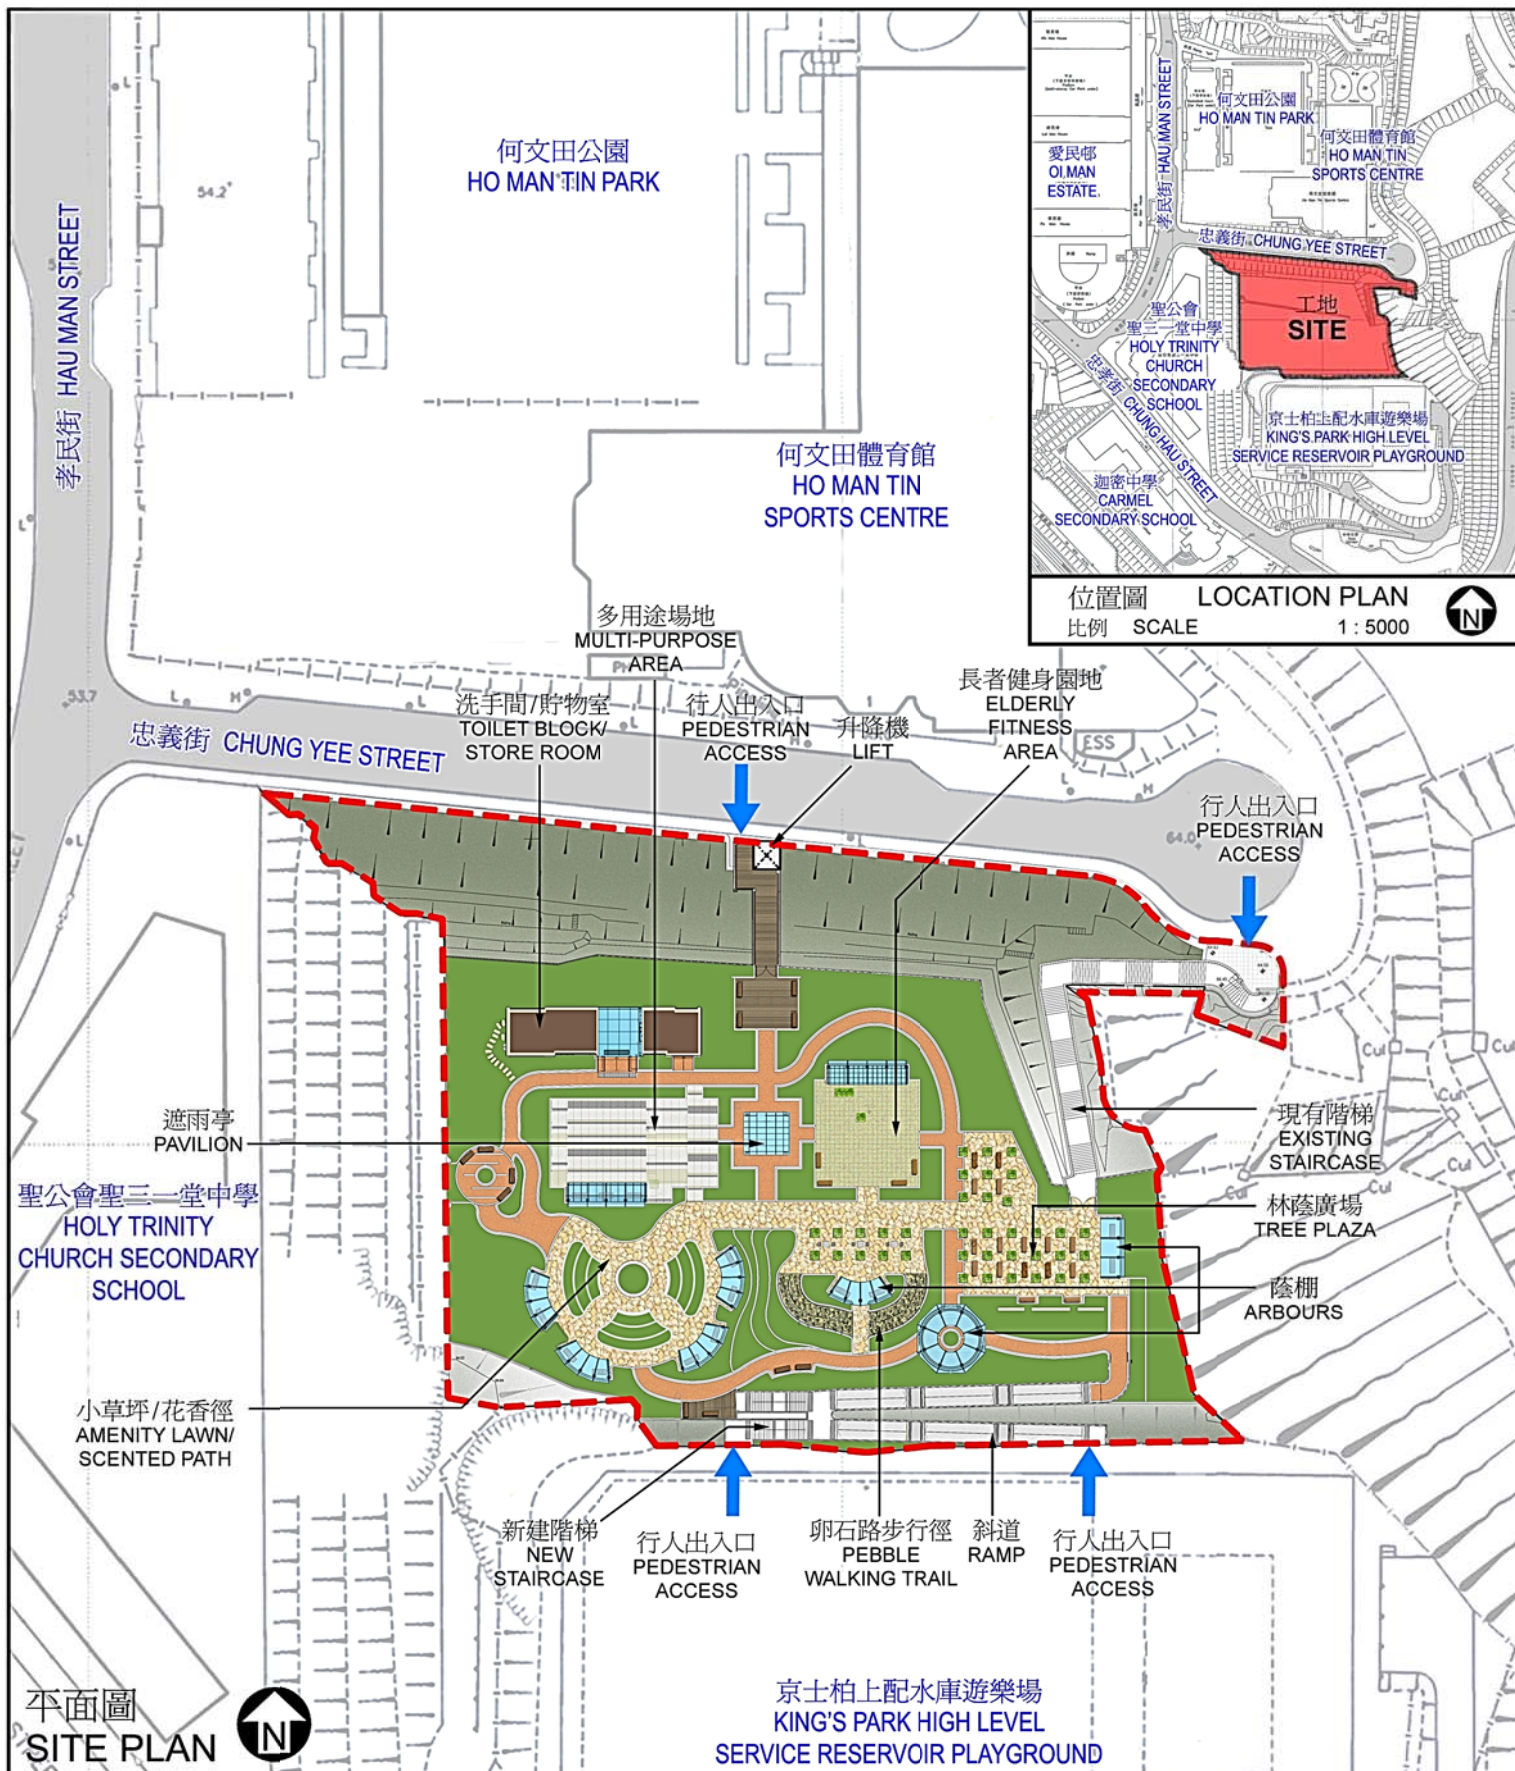 何文田公園
HO MAN TIN PARK
54.2
孝民街 HAU MAN STREET
何文田體育館
HO MAN TIN
SPORTS CENTRE
愛民邨
OI MAN
ESTATE
孝民街 HAU MAN STREET
何文田公園
HO MAN TIN PARK
何文田體育館
HO MAN TIN
SPORTS CENTRE
忠義街 CHUNG YEE STREET
工地
SITE
聖公會
聖三一堂中學
HOLY TRINITY
CHURCH
SECONDARY
SCHOOL
忠孝街 CHUNG HAU STREET
京士柏上配水庫遊樂場
KING'S PARK HIGH LEVEL
SERVICE RESERVOIR PLAYGROUND
迦密中學
CARMEL
SECONDARY SCHOOL
位置圖 LOCATION PLAN
比例 SCALE 1 : 5000
N
多用途場地
MULTI-PURPOSE
AREA
洗手間/貯物室
TOILET BLOCK/
STORE ROOM
行人出入口
PEDESTRIAN
ACCESS
升降機
LIFT
長者健身園地
ELDERLY
FITNESS
AREA
ESS
53.7
忠義街 CHUNG YEE STREET
64.0
行人出入口
PEDESTRIAN
ACCESS
遮雨亭
PAVILION
聖公會聖三一堂中學
HOLY TRINITY
CHURCH SECONDARY
SCHOOL
現有階梯
EXISTING
STAIRCASE
林蔭廣場
TREE PLAZA
蔭棚
ARBOURS
Cul
Cul
Cul
Cul
Cul
小草坪/花香徑
AMENITY LAWN/
SCENTED PATH
新建階梯
NEW
STAIRCASE
行人出入口
PEDESTRIAN
ACCESS
卵石路步行徑
PEBBLE
WALKING TRAIL
斜道
RAMP
行人出入口
PEDESTRIAN
ACCESS
京士柏上配水庫遊樂場
KING'S PARK HIGH LEVEL
SERVICE RESERVOIR PLAYGROUND
平面圖
SITE PLAN
N